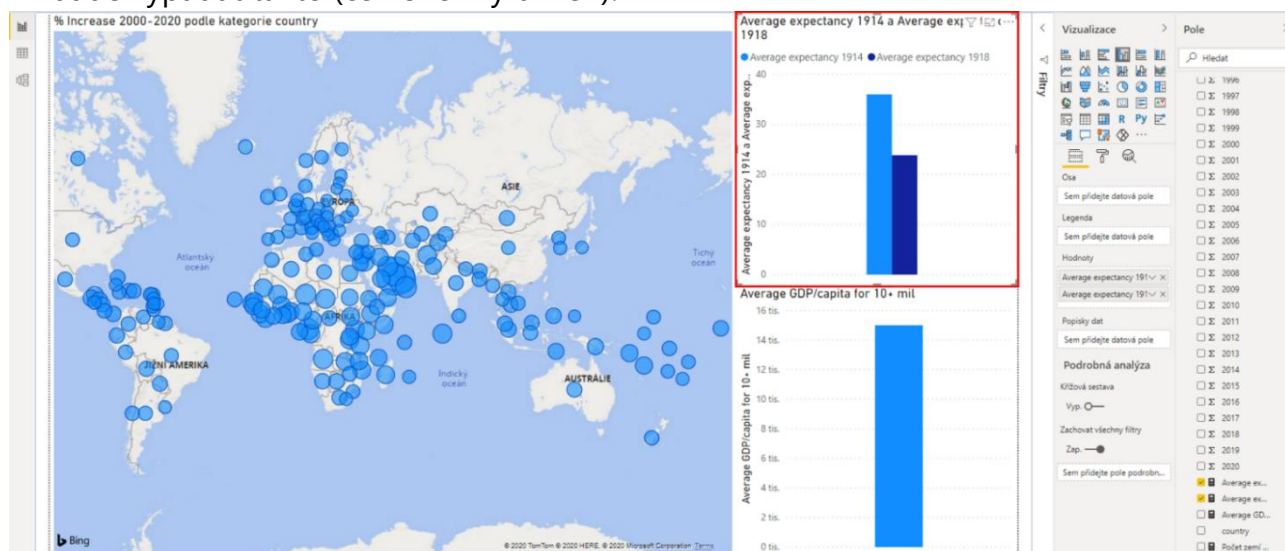 % Increase 2000-2020 podle kategorie country
Average expectancy 1914 a Average exp
1918
Average expectancy 1914 Average expectancy 1918
Average expectancy 1914 a Average exp...
40
30
20
10
0
ASIE
EVROPA
Atlantský
oceán
Tichý
oceán
AFRIKA
JIŽNÍ AMERIKA
Indický
oceán
AUSTRÁLIE
Bing
© 2020 TomTom © 2020 HERE, © 2020 Microsoft Corporation Terms
Average GDP/capita for 10+ mil
Average GDP/capita for 10+ mil
16 tis.
14 tis.
12 tis.
10 tis.
8 tis.
6 tis.
4 tis.
2 tis.
0 tis.
Filtry
Vizualizace
R Py
Osa
Sem přidejte datová pole
Legenda
Sem přidejte datová pole
Hodnoty
Average expectancy 191
Average expectancy 191
Popisky dat
Sem přidejte datová pole
Podrobná analýza
Křížová sestava
Vyp.
Zachovat všechny filtry
Zap.
Sem přidejte pole podrobn...
Pole
Hledat
Σ 1996
Σ 1997
Σ 1998
Σ 1999
Σ 2000
Σ 2001
Σ 2002
Σ 2003
Σ 2004
Σ 2005
Σ 2006
Σ 2007
Σ 2008
Σ 2009
Σ 2010
Σ 2011
Σ 2012
Σ 2013
Σ 2014
Σ 2015
Σ 2016
Σ 2017
Σ 2018
Σ 2019
Σ 2020
Average ex...
Average ex...
Average GD...
country
Počet zemí ...